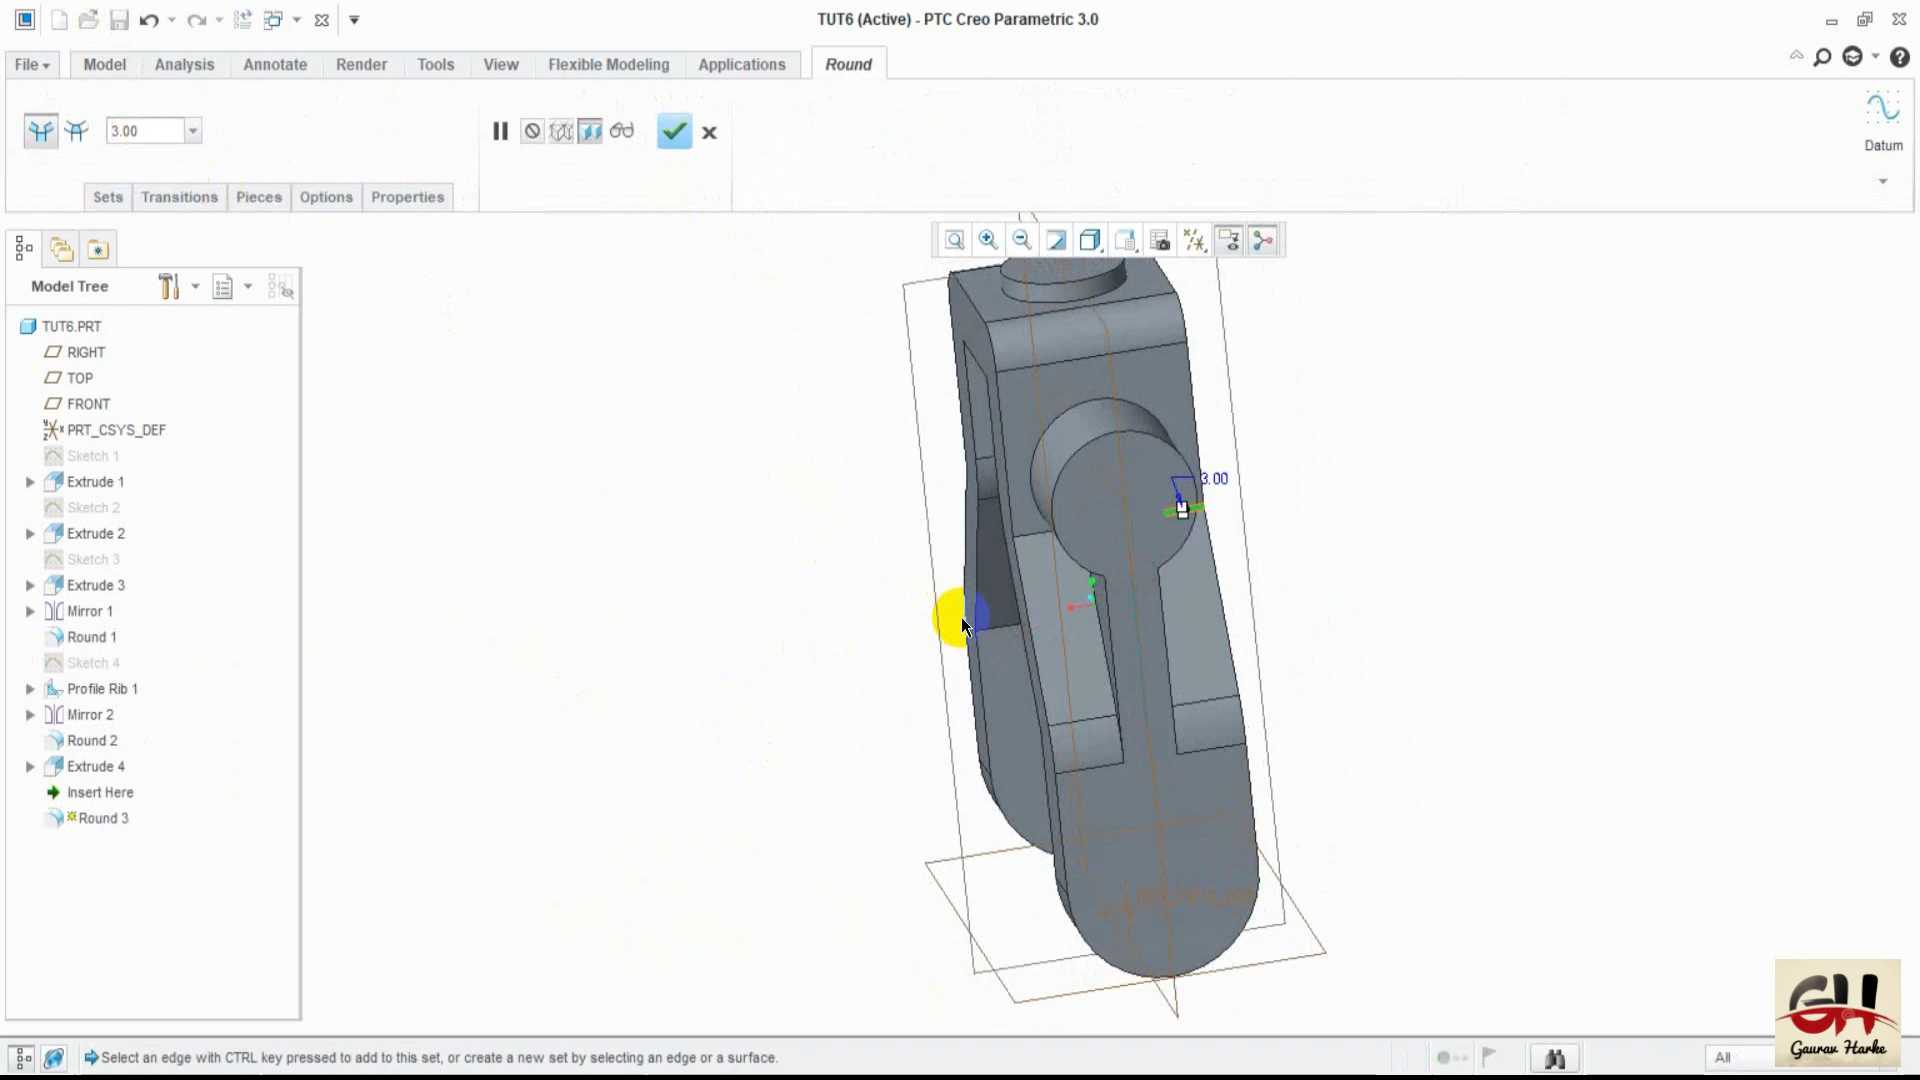 TUT6 (Active) - PTC Creo Parametric 3.0
File Model Analysis Annotate Render Tools View Flexible Modeling Applications Round
3.00
Datum
Sets Transitions Pieces Options Properties
Model Tree
TUT6.PRT
RIGHT
TOP
FRONT
PRT_CSYS_DEF
Sketch 1
Extrude 1
Sketch 2
Extrude 2
Sketch 3
Extrude 3
Mirror 1
Round 1
Sketch 4
Profile Rib 1
Mirror 2
Round 2
Extrude 4
Insert Here
Round 3
3.00
Select an edge with CTRL key pressed to add to this set, or create a new set by selecting an edge or a surface.
All
GH
Gaurav Harke